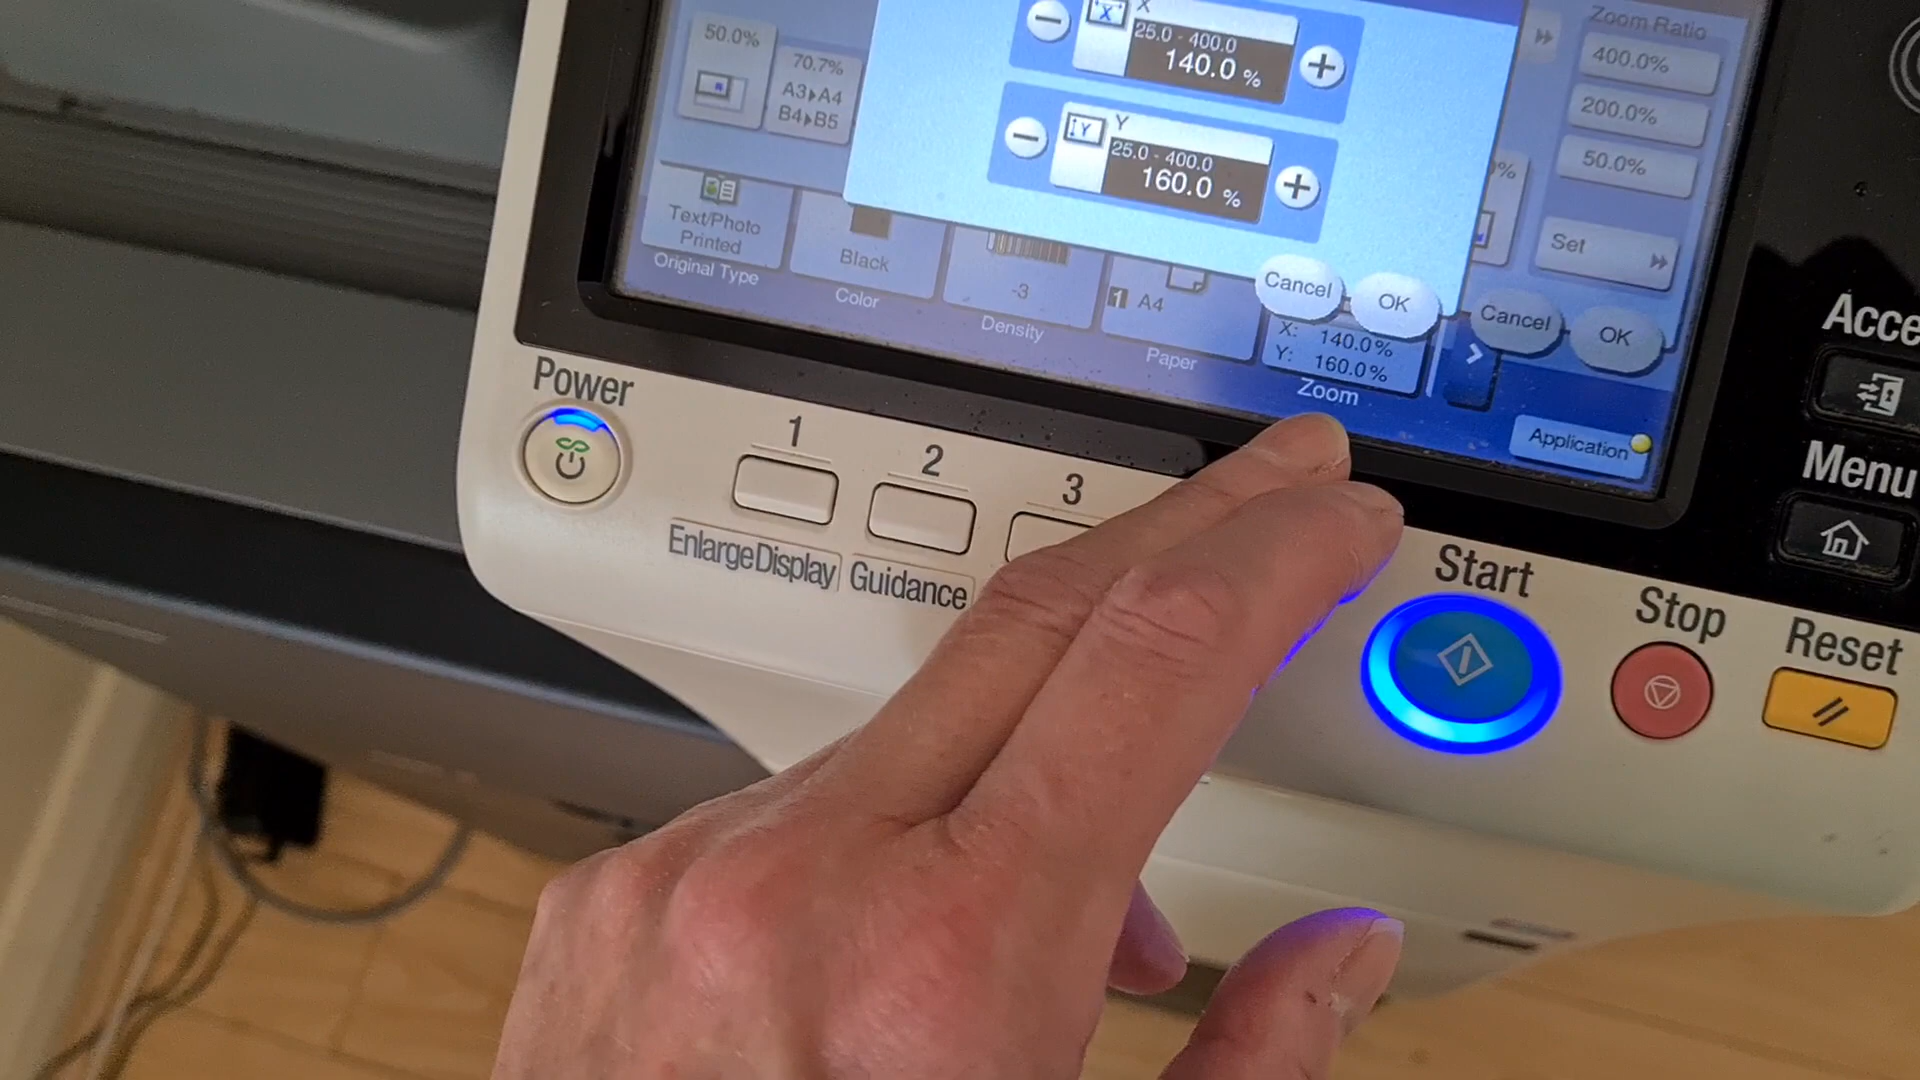 50.0%
70.7%
A3▸A4
B4▸B5
X
X
25.0 - 400.0
140.0 %
Y
Y
25.0 - 400.0
160.0 %
Cancel
OK
Zoom Ratio
400.0%
200.0%
50.0%
Set
Cancel
OK
Text/Photo
Printed
Original Type
Black
Color
-3
Density
1 A4
Paper
X: 140.0%
Y: 160.0%
Zoom
Application
Power
1
2
3
EnlargeDisplay
Guidance
Start
Stop
Reset
Menu